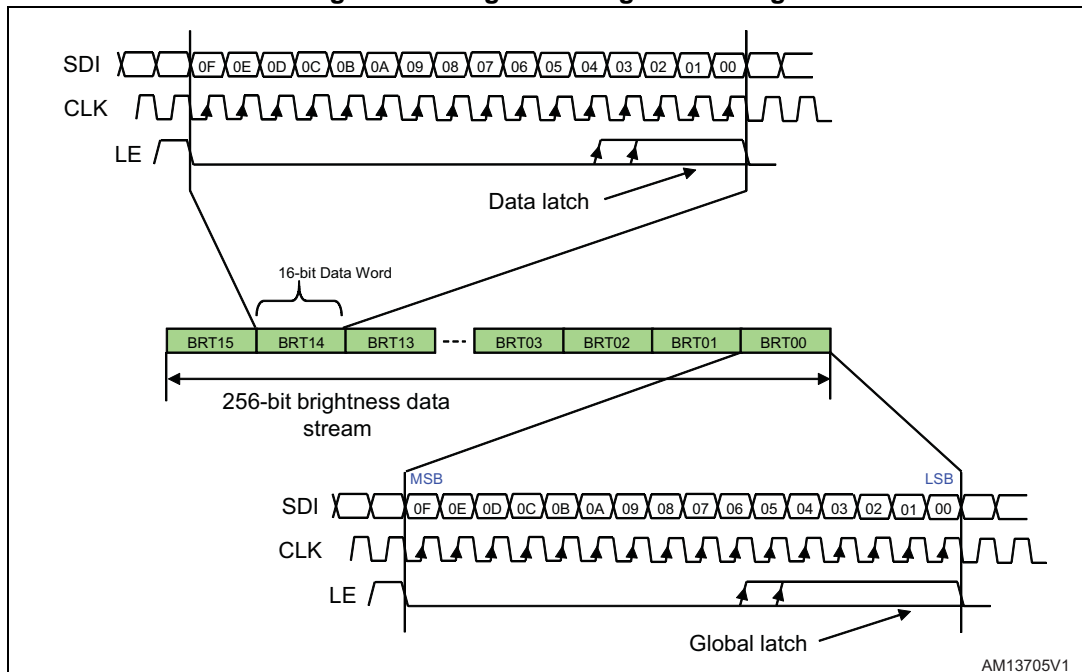 SDI 0F 0E 0D 0C 0B 0A 09 08 07 06 05 04 03 02 01 00
CLK
LE
Data latch
16-bit Data Word
BRT15 BRT14 BRT13 BRT03 BRT02 BRT01 BRT00
256-bit brightness data
stream
MSB LSB
SDI 0F 0E 0D 0C 0B 0A 09 08 07 06 05 04 03 02 01 00
CLK
LE
Global latch
AM13705V1